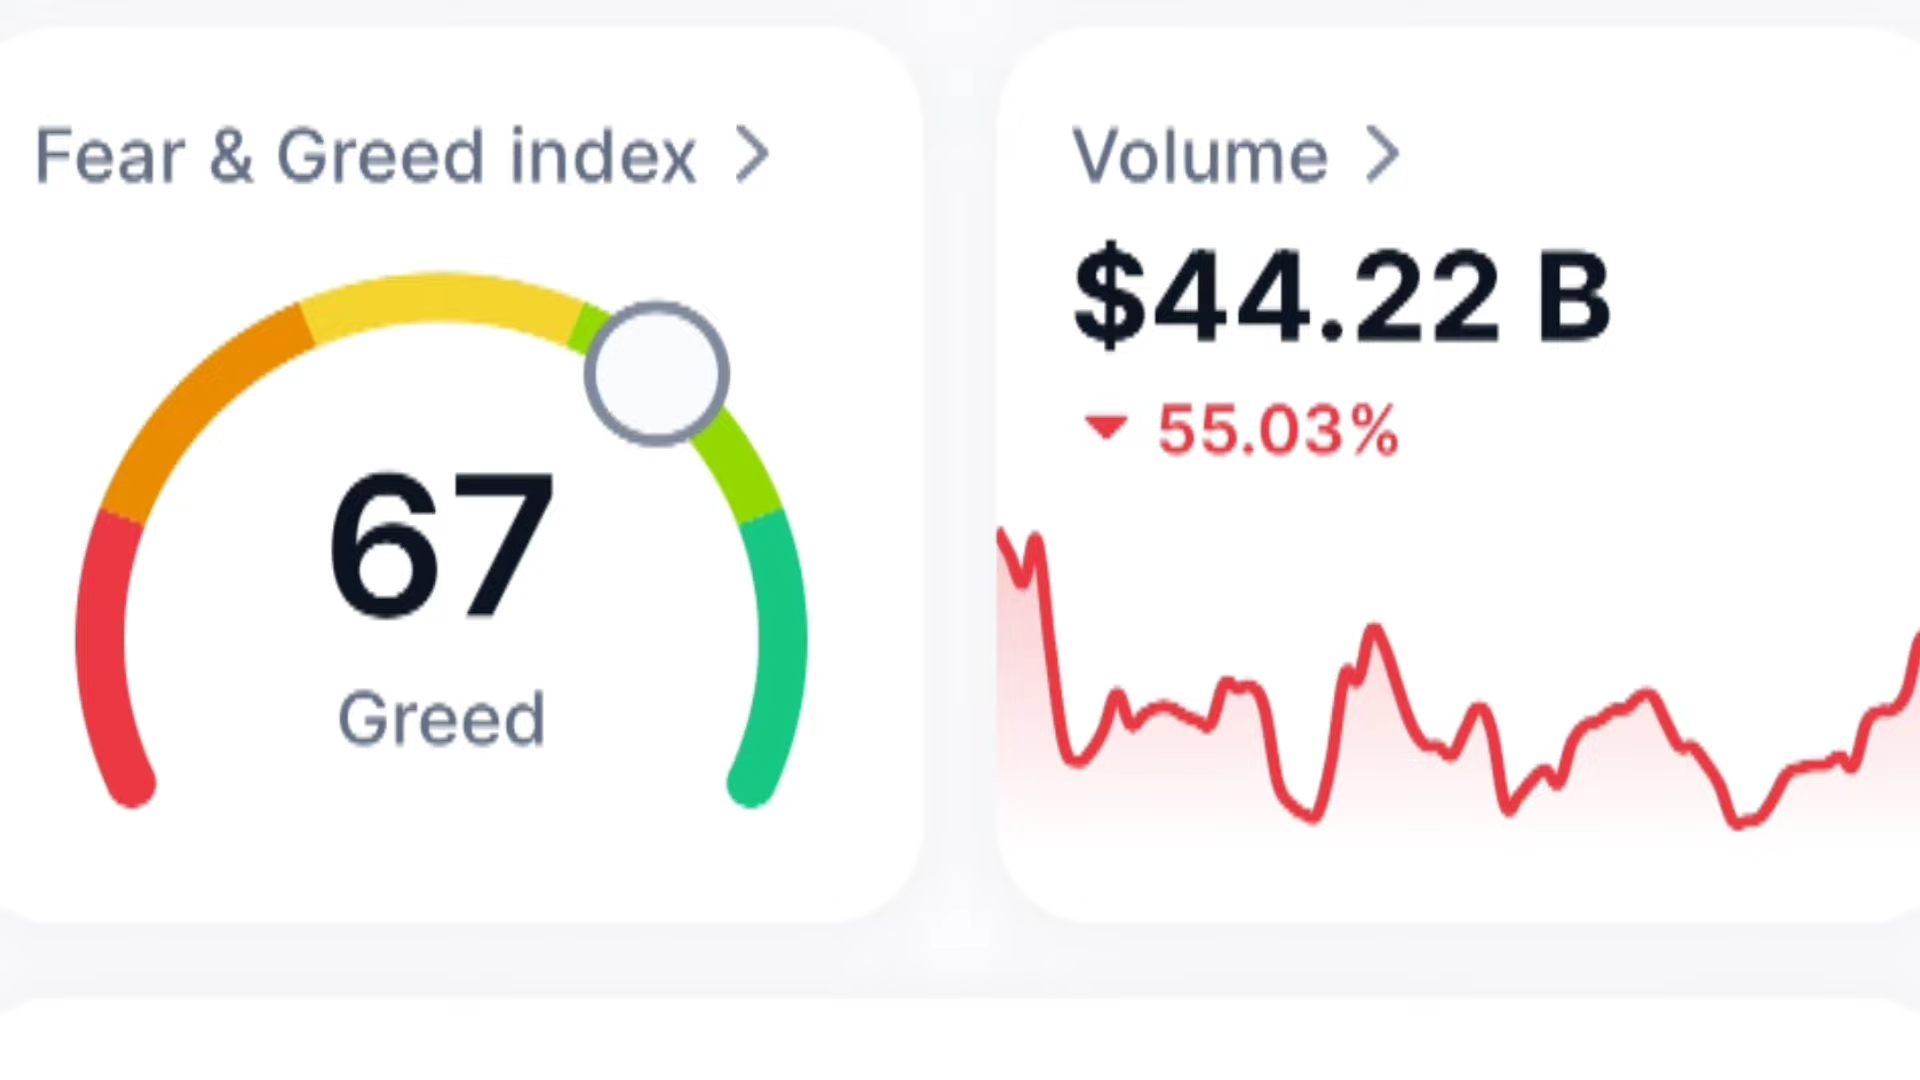 Fear & Greed index >
67
Greed
Volume >
$44.22 B
55.03%